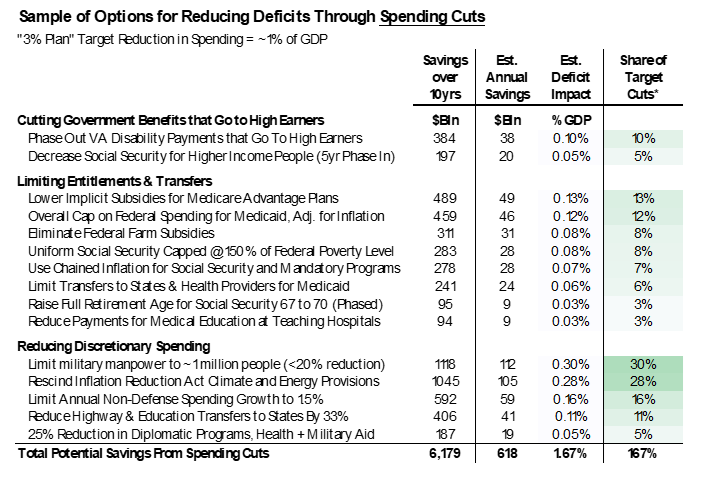 Sample of Options for Reducing Deficits Through Spending Cuts
"3% Plan" Target Reduction in Spending = ~1% of GDP
Savings over 10yrs Est. Annual Savings Est. Deficit Impact Share of Target Cuts*
Cutting Government Benefits that Go to High Earners $Bln $Bln % GDP
Phase Out VA Disability Payments that Go To High Earners 384 38 0.10% 10%
Decrease Social Security for Higher Income People (5yr Phase In) 197 20 0.05% 5%
Limiting Entitlements & Transfers
Lower Implicit Subsidies for Medicare Advantage Plans 489 49 0.13% 13%
Overall Cap on Federal Spending for Medicaid, Adj. for Inflation 459 46 0.12% 12%
Eliminate Federal Farm Subsidies 311 31 0.08% 8%
Uniform Social Security Capped @ 150% of Federal Poverty Level 283 28 0.08% 8%
Use Chained Inflation for Social Security and Mandatory Programs 278 28 0.07% 7%
Limit Transfers to States & Health Providers for Medicaid 241 24 0.06% 6%
Raise Full Retirement Age for Social Security 67 to 70 (Phased) 95 9 0.03% 3%
Reduce Payments for Medical Education at Teaching Hospitals 94 9 0.03% 3%
Reducing Discretionary Spending
Limit military manpower to ~1 million people (<20% reduction) 1118 112 0.30% 30%
Rescind Inflation Reduction Act Climate and Energy Provisions 1045 105 0.28% 28%
Limit Annual Non-Defense Spending Growth to 1.5% 592 59 0.16% 16%
Reduce Highway & Education Transfers to States By 33% 406 41 0.11% 11%
25% Reduction in Diplomatic Programs, Health + Military Aid 187 19 0.05% 5%
Total Potential Savings From Spending Cuts 6,179 618 1.67% 167%